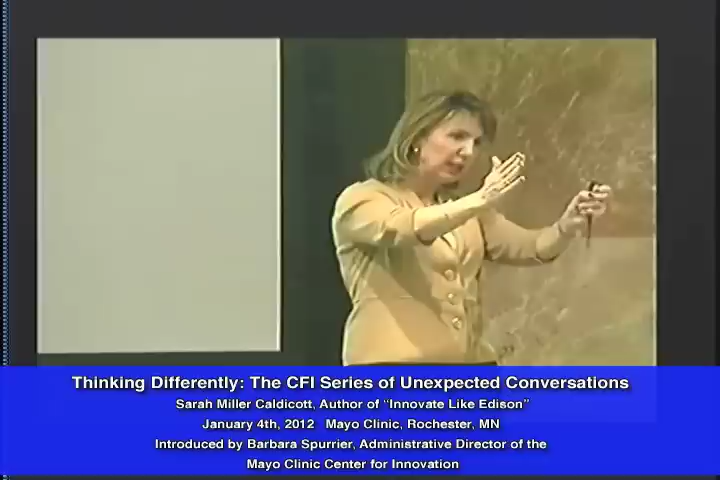 Thinking Differently: The CFI Series of Unexpected Conversations
Sarah Miller Caldicott, Author of “Innovate Like Edison”
January 4th, 2012 Mayo Clinic, Rochester, MN
Introduced by Barbara Spurrier, Administrative Director of the
Mayo Clinic Center for Innovation